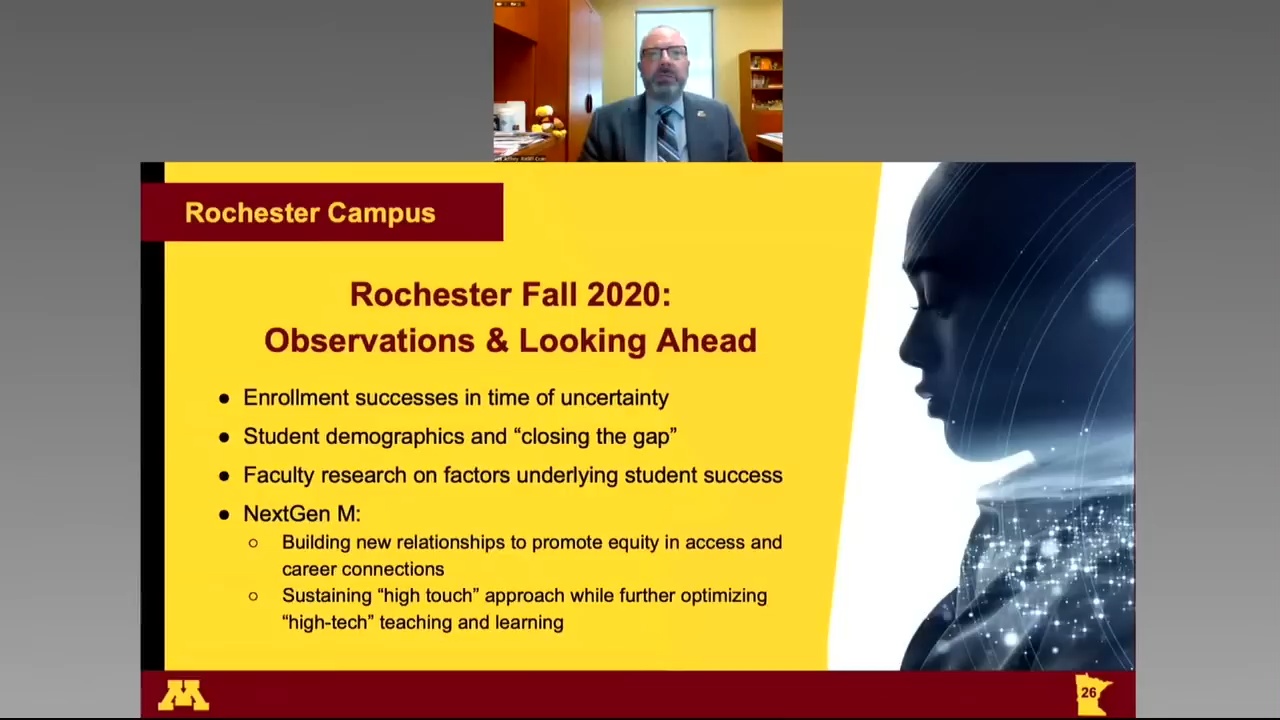 Rochester Campus
Rochester Fall 2020:
Observations & Looking Ahead
● Enrollment successes in time of uncertainty
● Student demographics and “closing the gap”
● Faculty research on factors underlying student success
● NextGen M:
○ Building new relationships to promote equity in access and
career connections
○ Sustaining “high touch” approach while further optimizing
“high-tech” teaching and learning
M
26